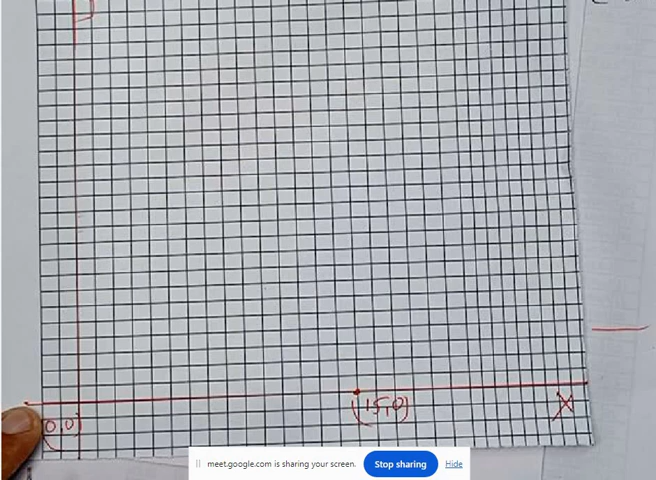 (0,0)
(15,0)
X
meet.google.com is sharing your screen.
Stop sharing
Hide